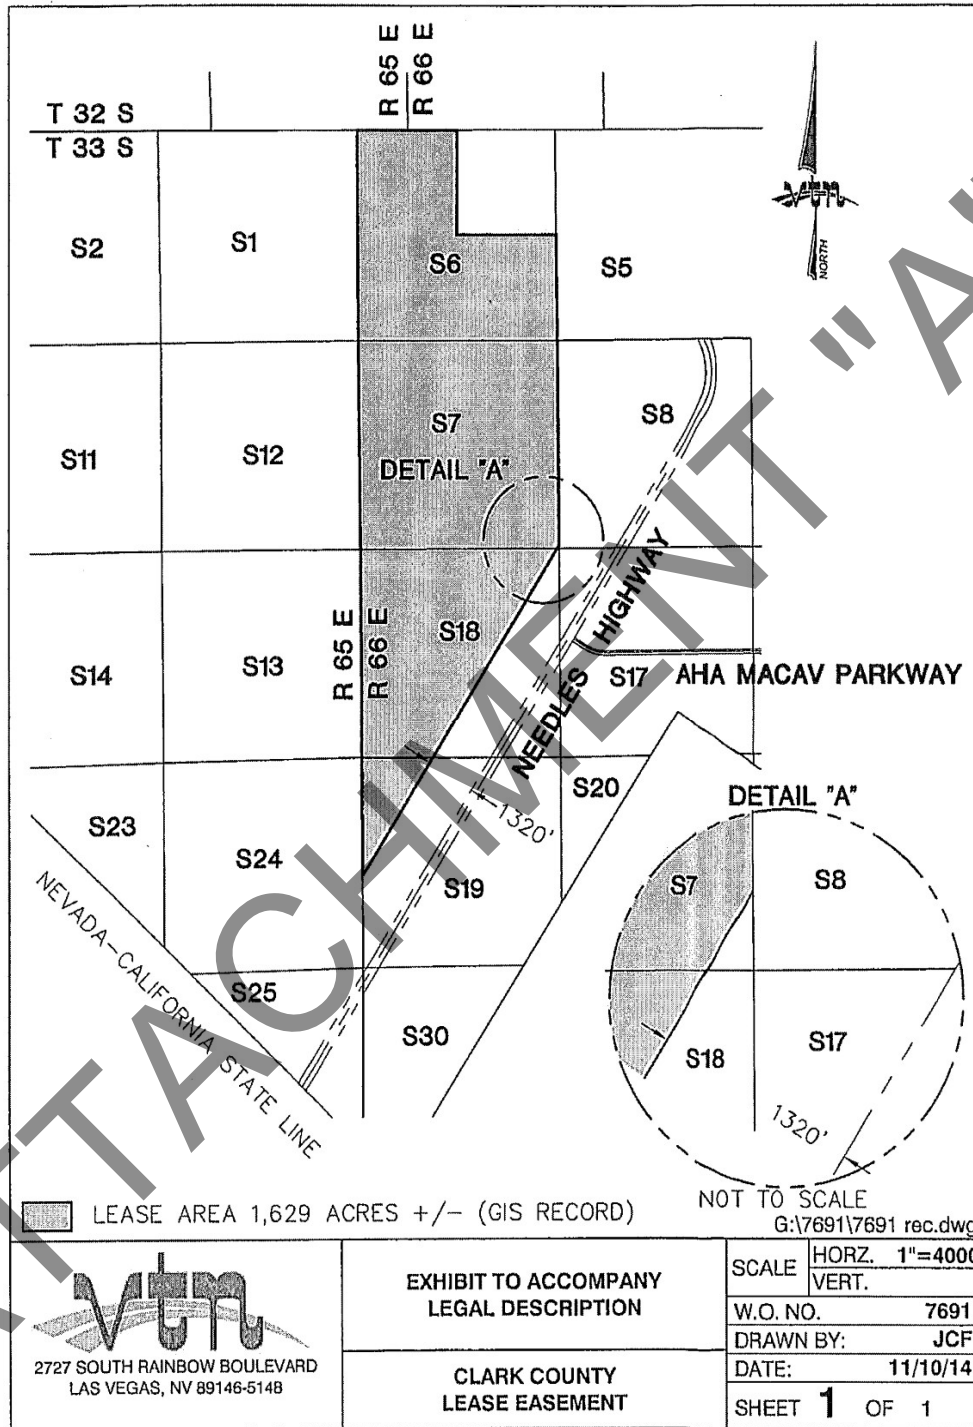 R 65 E
R 66 E
T 32 S
T 33 S
vtn
NORTH
S2
S1
S6
S5
S11
S12
S7
S8
DETAIL "A"
R 65 E
R 66 E
S14
S13
S18
NEEDLES HIGHWAY
S17
AHA MACAV PARKWAY
S23
S24
S19
S20
1320'
NEVADA-CALIFORNIA STATE LINE
S25
S30
DETAIL "A"
S7
S8
S18
S17
1320'
NOT TO SCALE
LEASE AREA 1,629 ACRES +/- (GIS RECORD)
G:\7691\7691 rec.dwg
ATTACHMENT "A"
vtn
2727 SOUTH RAINBOW BOULEVARD
LAS VEGAS, NV 89146-5148
EXHIBIT TO ACCOMPANY
LEGAL DESCRIPTION
CLARK COUNTY
LEASE EASEMENT
SCALE HORZ. 1"=4000
VERT.
W.O. NO. 7691
DRAWN BY: JCF
DATE: 11/10/14
SHEET 1 OF 1